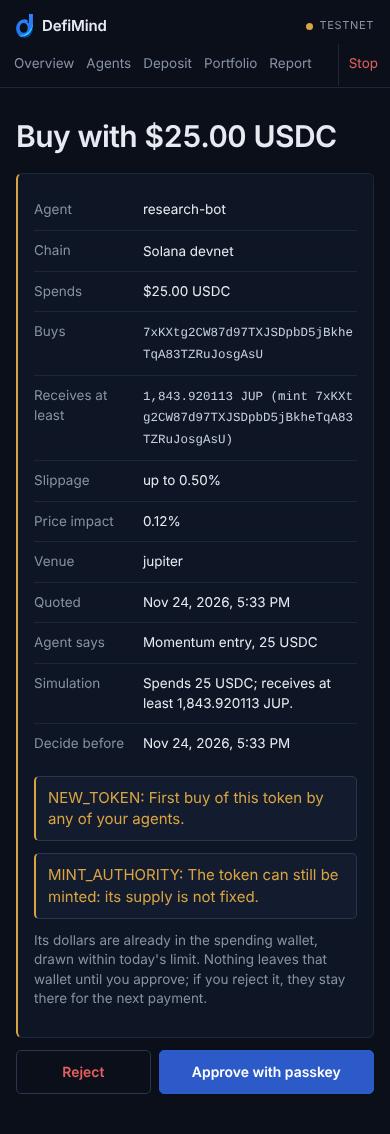 DefiMind
TESTNET
Overview Agents Deposit Portfolio Report Stop
Buy with $25.00 USDC
Agent research-bot
Chain Solana devnet
Spends $25.00 USDC
Buys 7xKXtg2CW87d97TXJSDpbD5jBkhe
TqA83TZRuJosgAsU
Receives at 1,843.920113 JUP (mint 7xKXt
least g2CW87d97TXJSDpbD5jBkheTqA83
TZRuJosgAsU)
Slippage up to 0.50%
Price impact 0.12%
Venue jupiter
Quoted Nov 24, 2026, 5:33 PM
Agent says Momentum entry, 25 USDC
Simulation Spends 25 USDC; receives at
least 1,843.920113 JUP.
Decide before Nov 24, 2026, 5:33 PM
NEW_TOKEN: First buy of this token by
any of your agents.
MINT_AUTHORITY: The token can still be
minted: its supply is not fixed.
Its dollars are already in the spending wallet,
drawn within today's limit. Nothing leaves that
wallet until you approve; if you reject it, they stay
there for the next payment.
Reject Approve with passkey